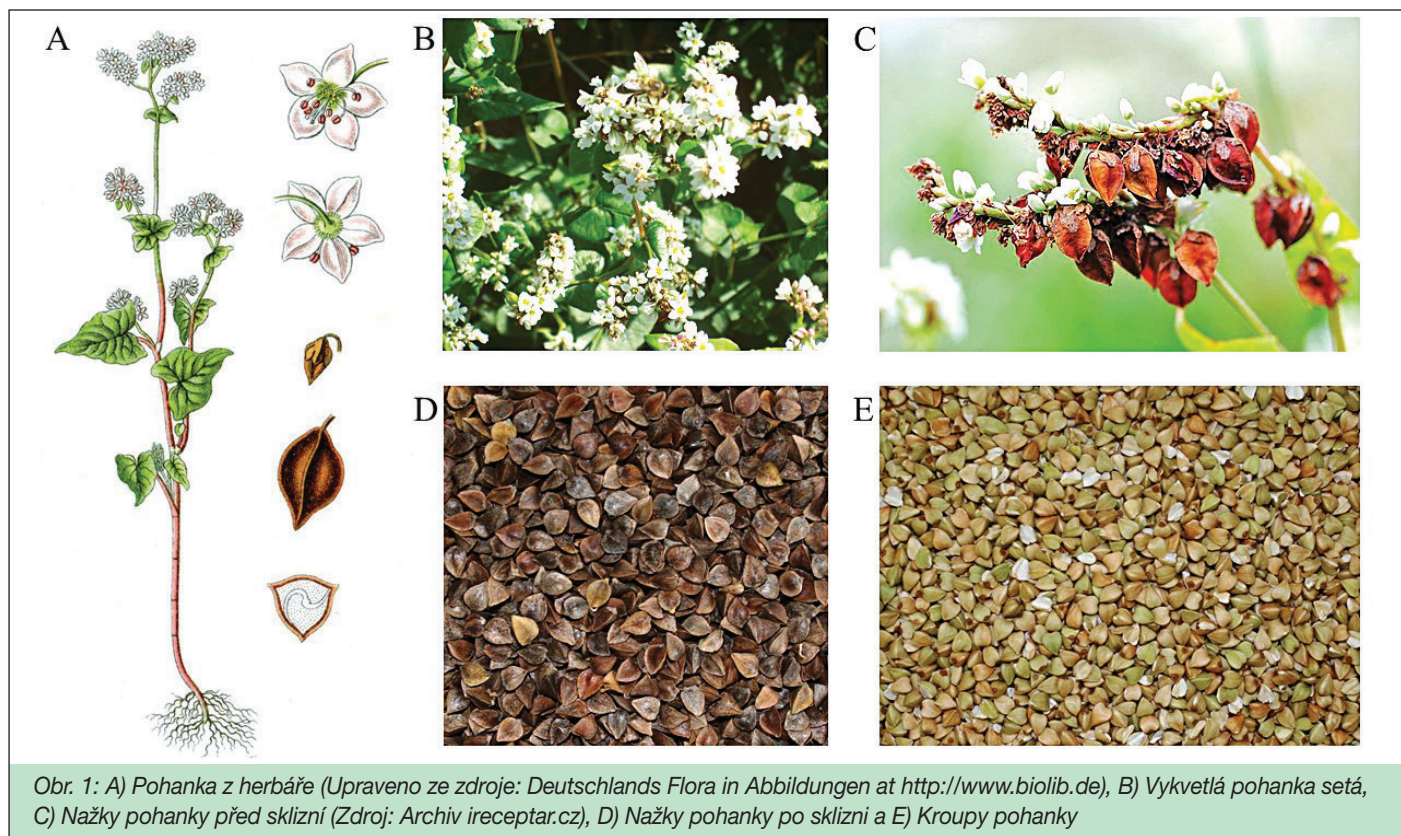 A
B
C
D
E
Obr. 1: A) Pohanka z herbáře (Upraveno ze zdroje: Deutschlands Flora in Abbildungen at http://www.biolib.de), B) Vykvetlá pohanka setá,
C) Nažky pohanky před sklizní (Zdroj: Archiv ireceptar.cz), D) Nažky pohanky po sklizni a E) Kroupy pohanky